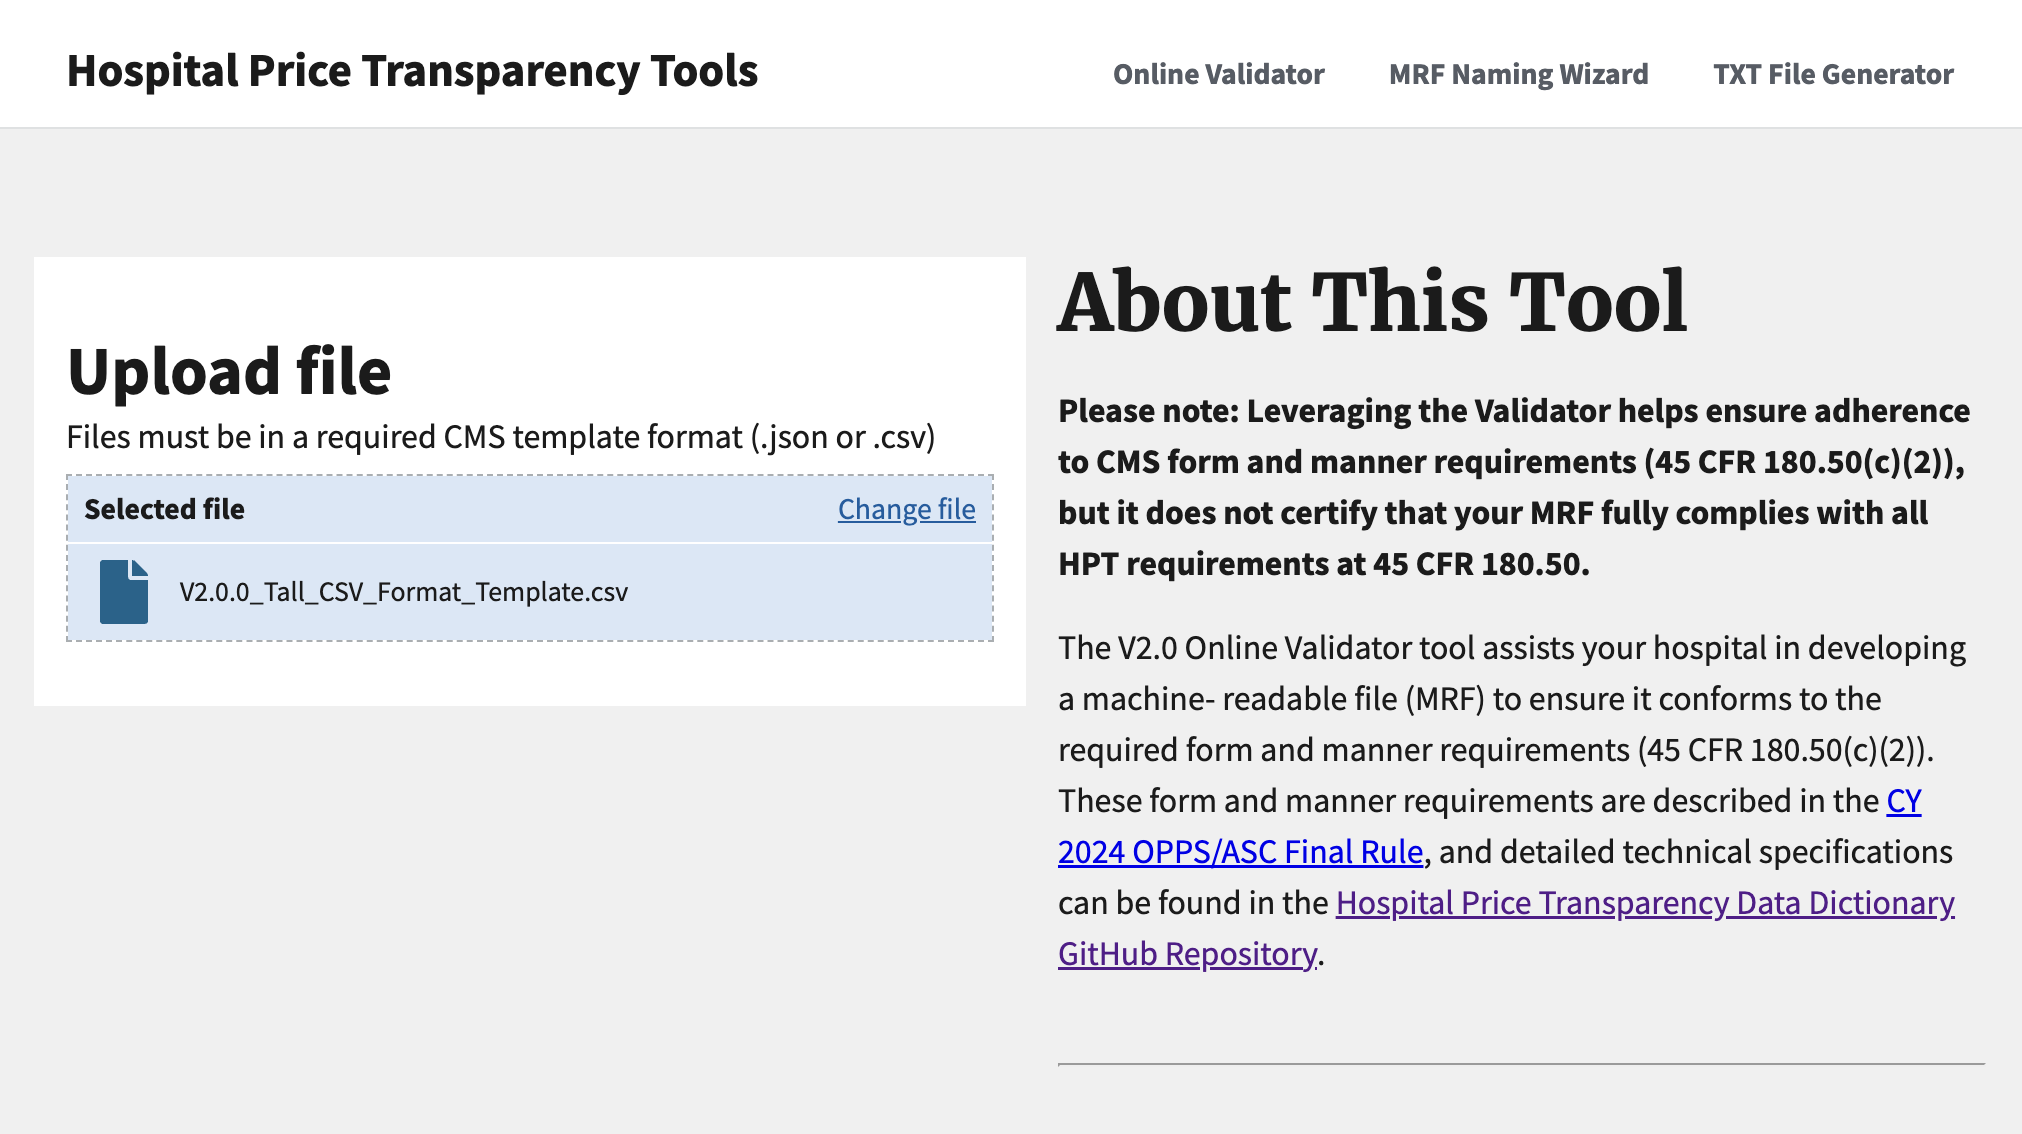 Hospital Price Transparency Tools
Online Validator
MRF Naming Wizard
TXT File Generator
Upload file
Files must be in a required CMS template format (.json or .csv)
Selected file
Change file
V2.0.0_Tall_CSV_Format_Template.csv
About This Tool
Please note: Leveraging the Validator helps ensure adherence
to CMS form and manner requirements (45 CFR 180.50(c)(2)),
but it does not certify that your MRF fully complies with all
HPT requirements at 45 CFR 180.50.
The V2.0 Online Validator tool assists your hospital in developing
a machine- readable file (MRF) to ensure it conforms to the
required form and manner requirements (45 CFR 180.50(c)(2)).
These form and manner requirements are described in the CY
2024 OPPS/ASC Final Rule, and detailed technical specifications
can be found in the Hospital Price Transparency Data Dictionary
GitHub Repository.